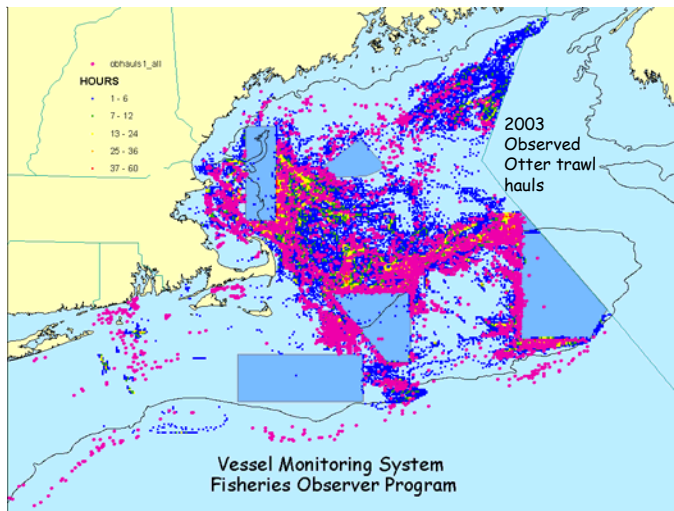 obhauls1_all
HOURS
1 - 6
7 - 12
13 - 24
25 - 36
37 - 60
2003
Observed
Otter trawl
hauls
Vessel Monitoring System
Fisheries Observer Program